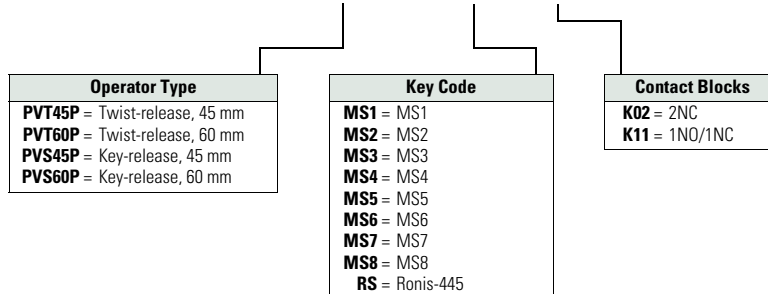 Operator Type
PVT45P = Twist-release, 45 mm
PVT60P = Twist-release, 60 mm
PVS45P = Key-release, 45 mm
PVS60P = Key-release, 60 mm
Key Code
MS1 = MS1
MS2 = MS2
MS3 = MS3
MS4 = MS4
MS5 = MS5
MS6 = MS6
MS7 = MS7
MS8 = MS8
RS = Ronis-445
Contact Blocks
K02 = 2NC
K11 = 1NO/1NC